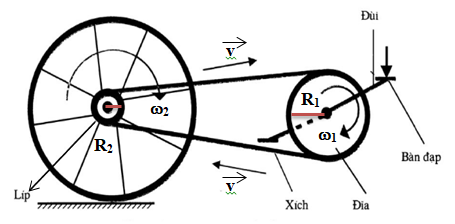 Đùi
v
R1
ω2
ω1
R2
Bàn đạp
Líp
v
Xích
Đĩa